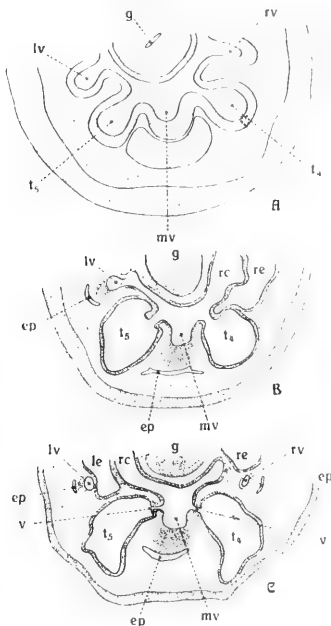 g
lv
rv
t₅
t₄
A
mv
g
lv
rc
re
ep
t₅
t₄
B
ep
mv
lv
le
rc
g
re
rv
ep
ep
v
t₅
t₄
v
C
ep
mv